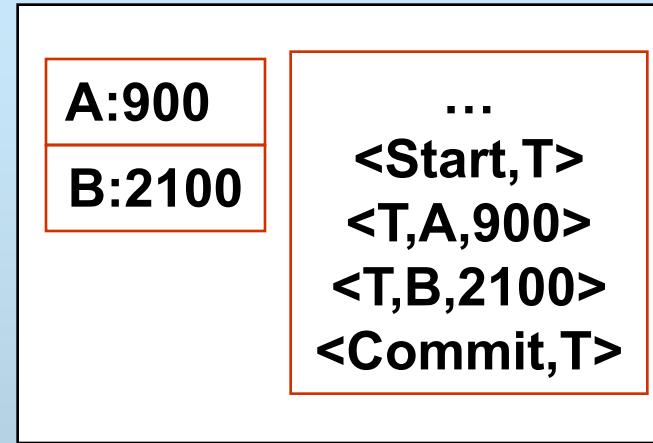 A:900
B:2100
...
<Start,T>
<T,A,900>
<T,B,2100>
<Commit,T>